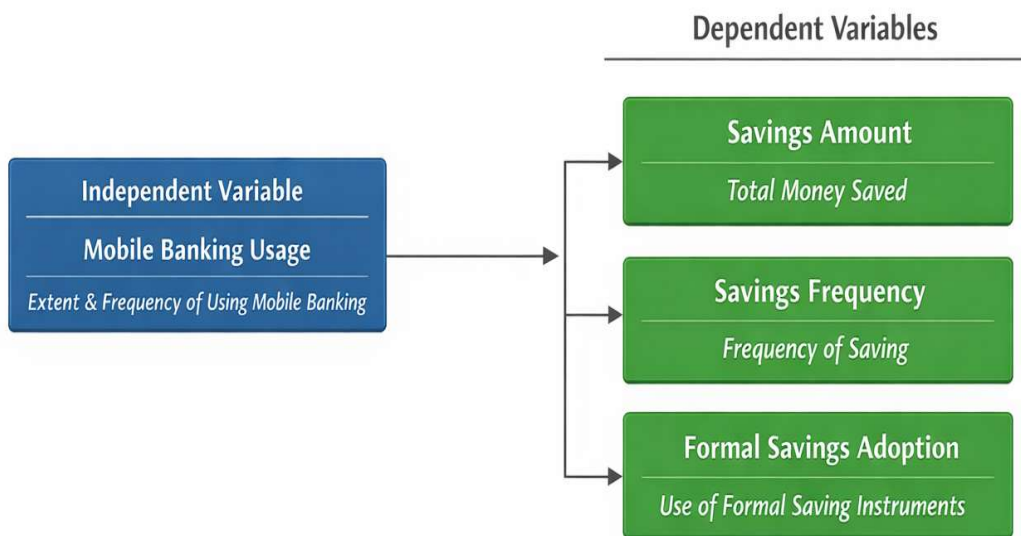 Dependent Variables
Independent Variable
Mobile Banking Usage
Extent & Frequency of Using Mobile Banking
Savings Amount
Total Money Saved
Savings Frequency
Frequency of Saving
Formal Savings Adoption
Use of Formal Saving Instruments